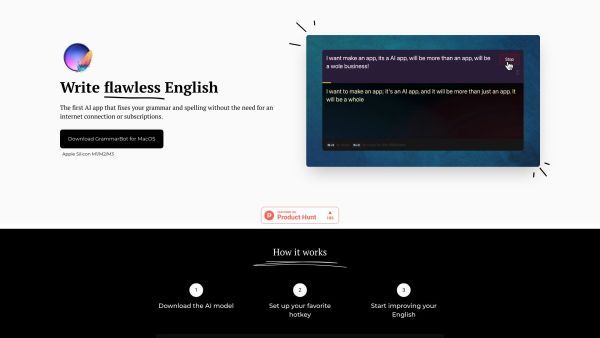 Write flawless English
The first AI app that fixes your grammar and spelling without the need for an
internet connection or subscriptions.
Download GrammarBot for MacOS
Apple Silicon M1/M2/M3
I want make an app, its a AI app, will be more than an app, will be
a wole business!
Stop
I want to make an app; it's an AI app, and it will be more than just an app, it
will be a whole
Product Hunt
How it works
1
Download the AI model
2
Set up your favorite
hotkey
3
Start improving your
English